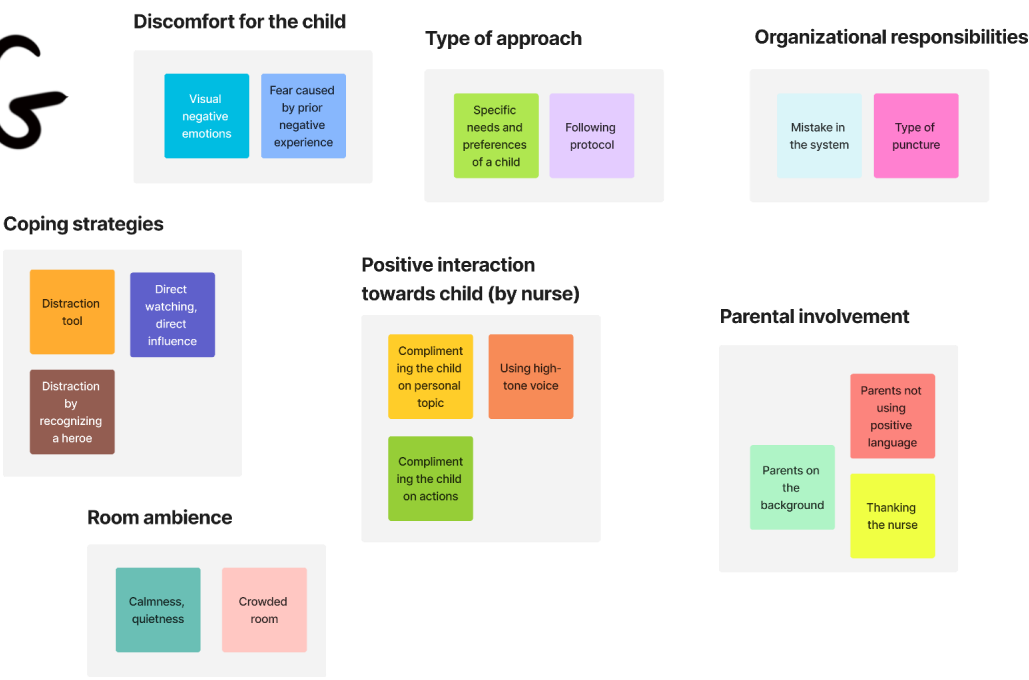 Discomfort for the child
Visual
negative
emotions
Fear caused
by prior
negative
experience
Type of approach
Specific
needs and
preferences
of a child
Following
protocol
Organizational responsibilities
Mistake in
the system
Type of
puncture
Coping strategies
Distraction
tool
Direct
watching,
direct
influence
Distraction
by
recognizing
a heroe
Positive interaction
towards child (by nurse)
Compliment
ing the child
on personal
topic
Using high-
tone voice
Compliment
ing the child
on actions
Parental involvement
Parents not
using
positive
language
Parents on
the
background
Thanking
the nurse
Room ambience
Calmness,
quietness
Crowded
room